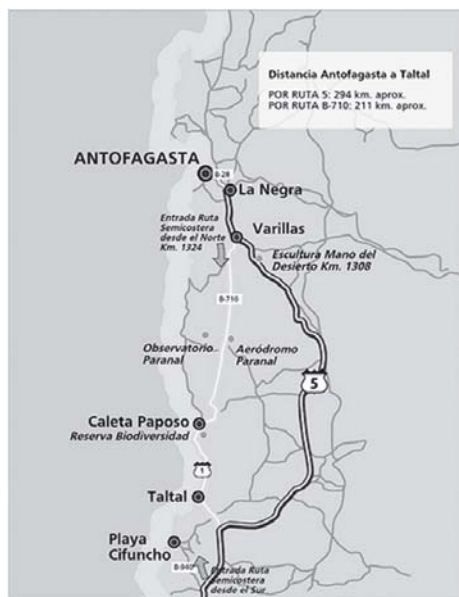 Distancia Antofagasta a Taltal
POR RUTA 5: 294 km. aprox.
POR RUTA B-710: 211 km. aprox.
ANTOFAGASTA
B-28
La Negra
Entrada Ruta
Semicostera
desde el Norte
Km. 1324
Varillas
Escultura Mano del
Desierto Km. 1308
B-710
Observatorio
Paranal
Aeródromo
Paranal
5
Caleta Paposo
Reserva Biodiversidad
1
Taltal
Playa
Cifuncho
B-940
Entrada Ruta
Semicostera
desde el Sur